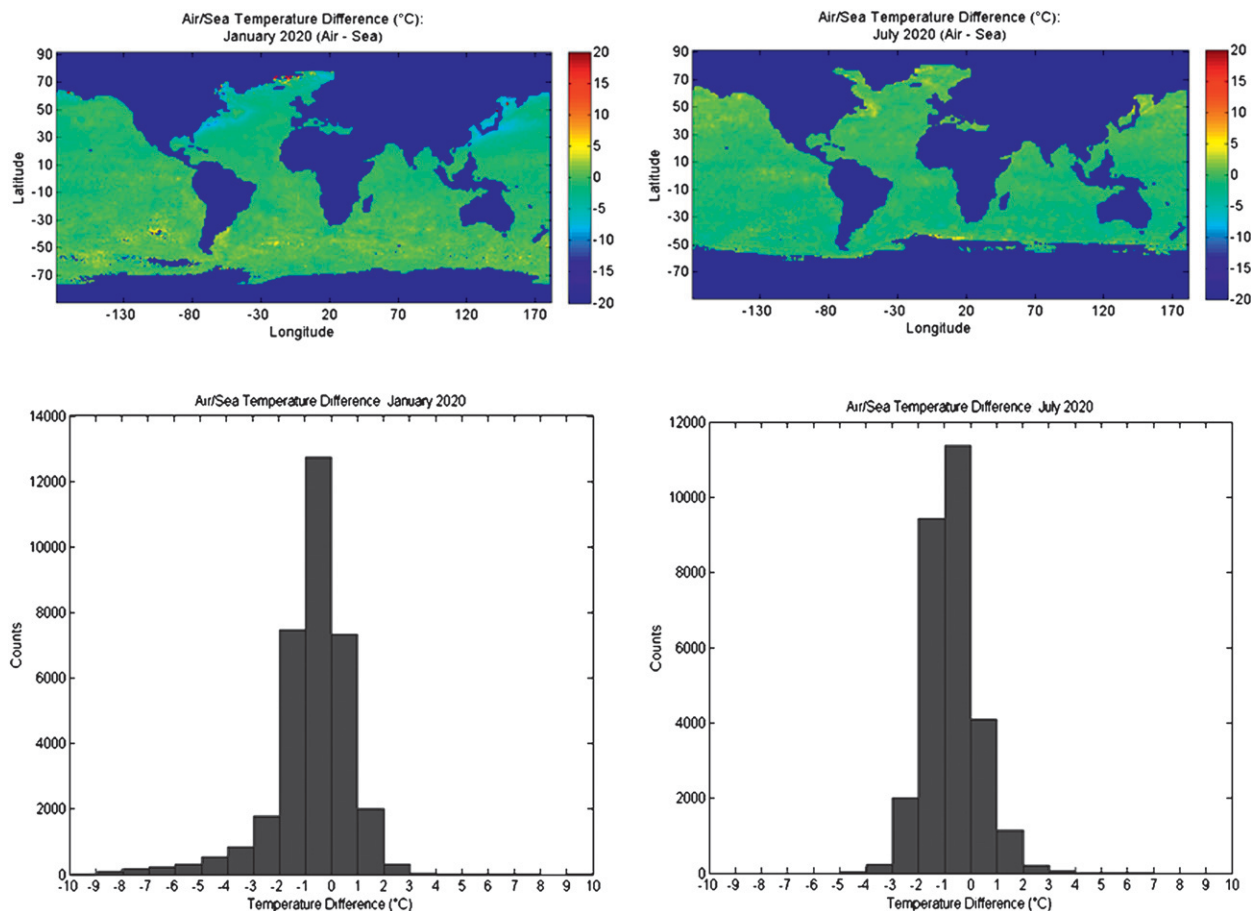 Air/Sea Temperature Difference (°C):
January 2020 (Air - Sea)
90
70
50
30
10
-10
-30
-50
-70
Latitude
-130 -80 -30 20 70 120 170
Longitude
20
15
10
5
0
-5
-10
-15
-20
Air/Sea Temperature Difference (°C):
July 2020 (Air - Sea)
90
70
50
30
10
-10
-30
-50
-70
Latitude
-130 -80 -30 20 70 120 170
Longitude
20
15
10
5
0
-5
-10
-15
-20
Air/Sea Temperature Difference January 2020
14000
12000
10000
8000
6000
4000
2000
0
Counts
-10 -9 -8 -7 -6 -5 -4 -3 -2 -1 0 1 2 3 4 5 6 7 8 9 10
Temperature Difference (°C)
Air/Sea Temperature Difference July 2020
12000
10000
8000
6000
4000
2000
0
Counts
-10 -9 -8 -7 -6 -5 -4 -3 -2 -1 0 1 2 3 4 5 6 7 8 9 10
Temperature Difference (°C)